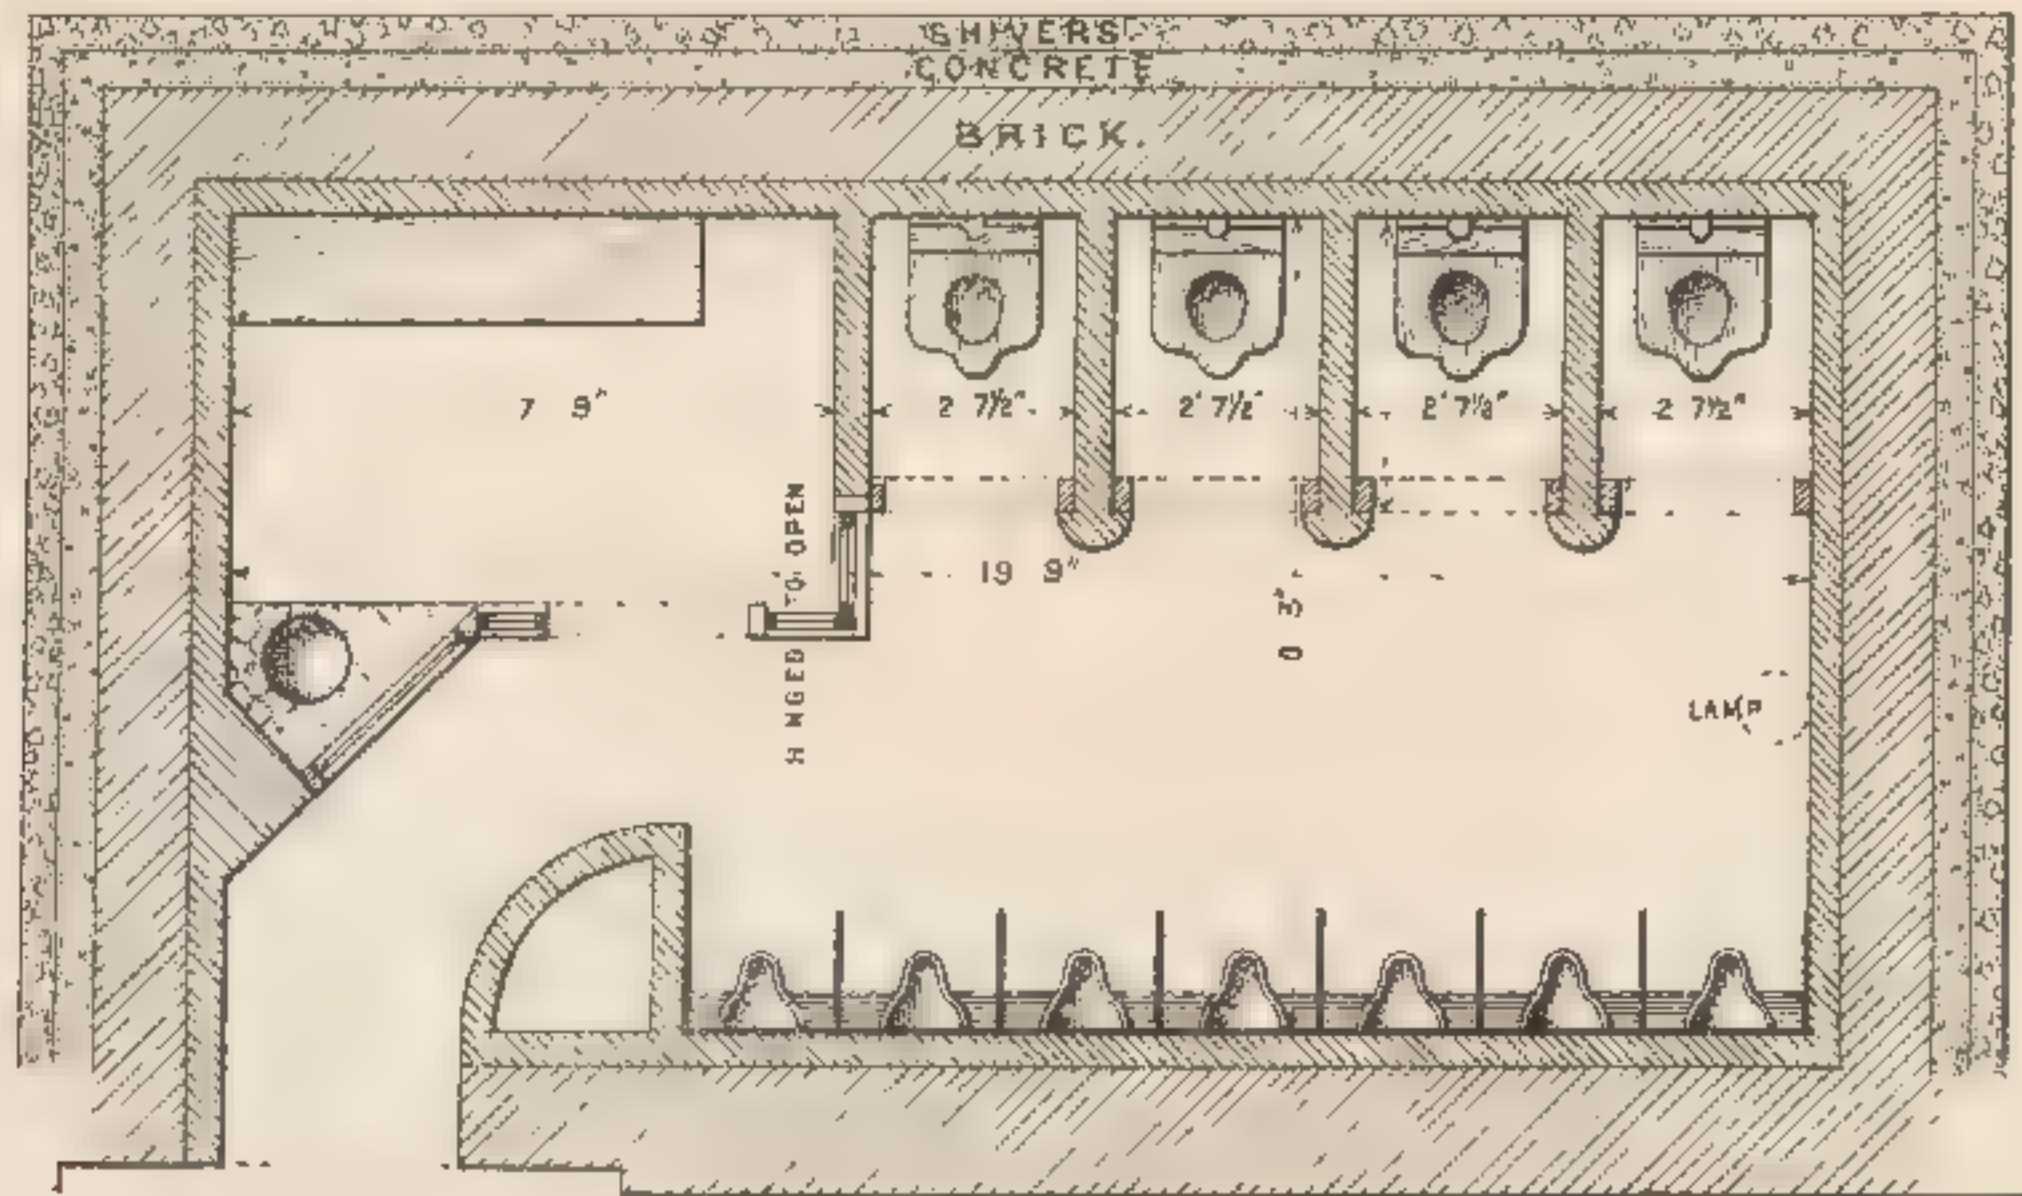 SHIVERS
CONCRETE
BRICK.
7 9"
2 7½"
2' 7½"
2' 7½"
2 7½"
HINGED TO OPEN
19 9"
LAMP